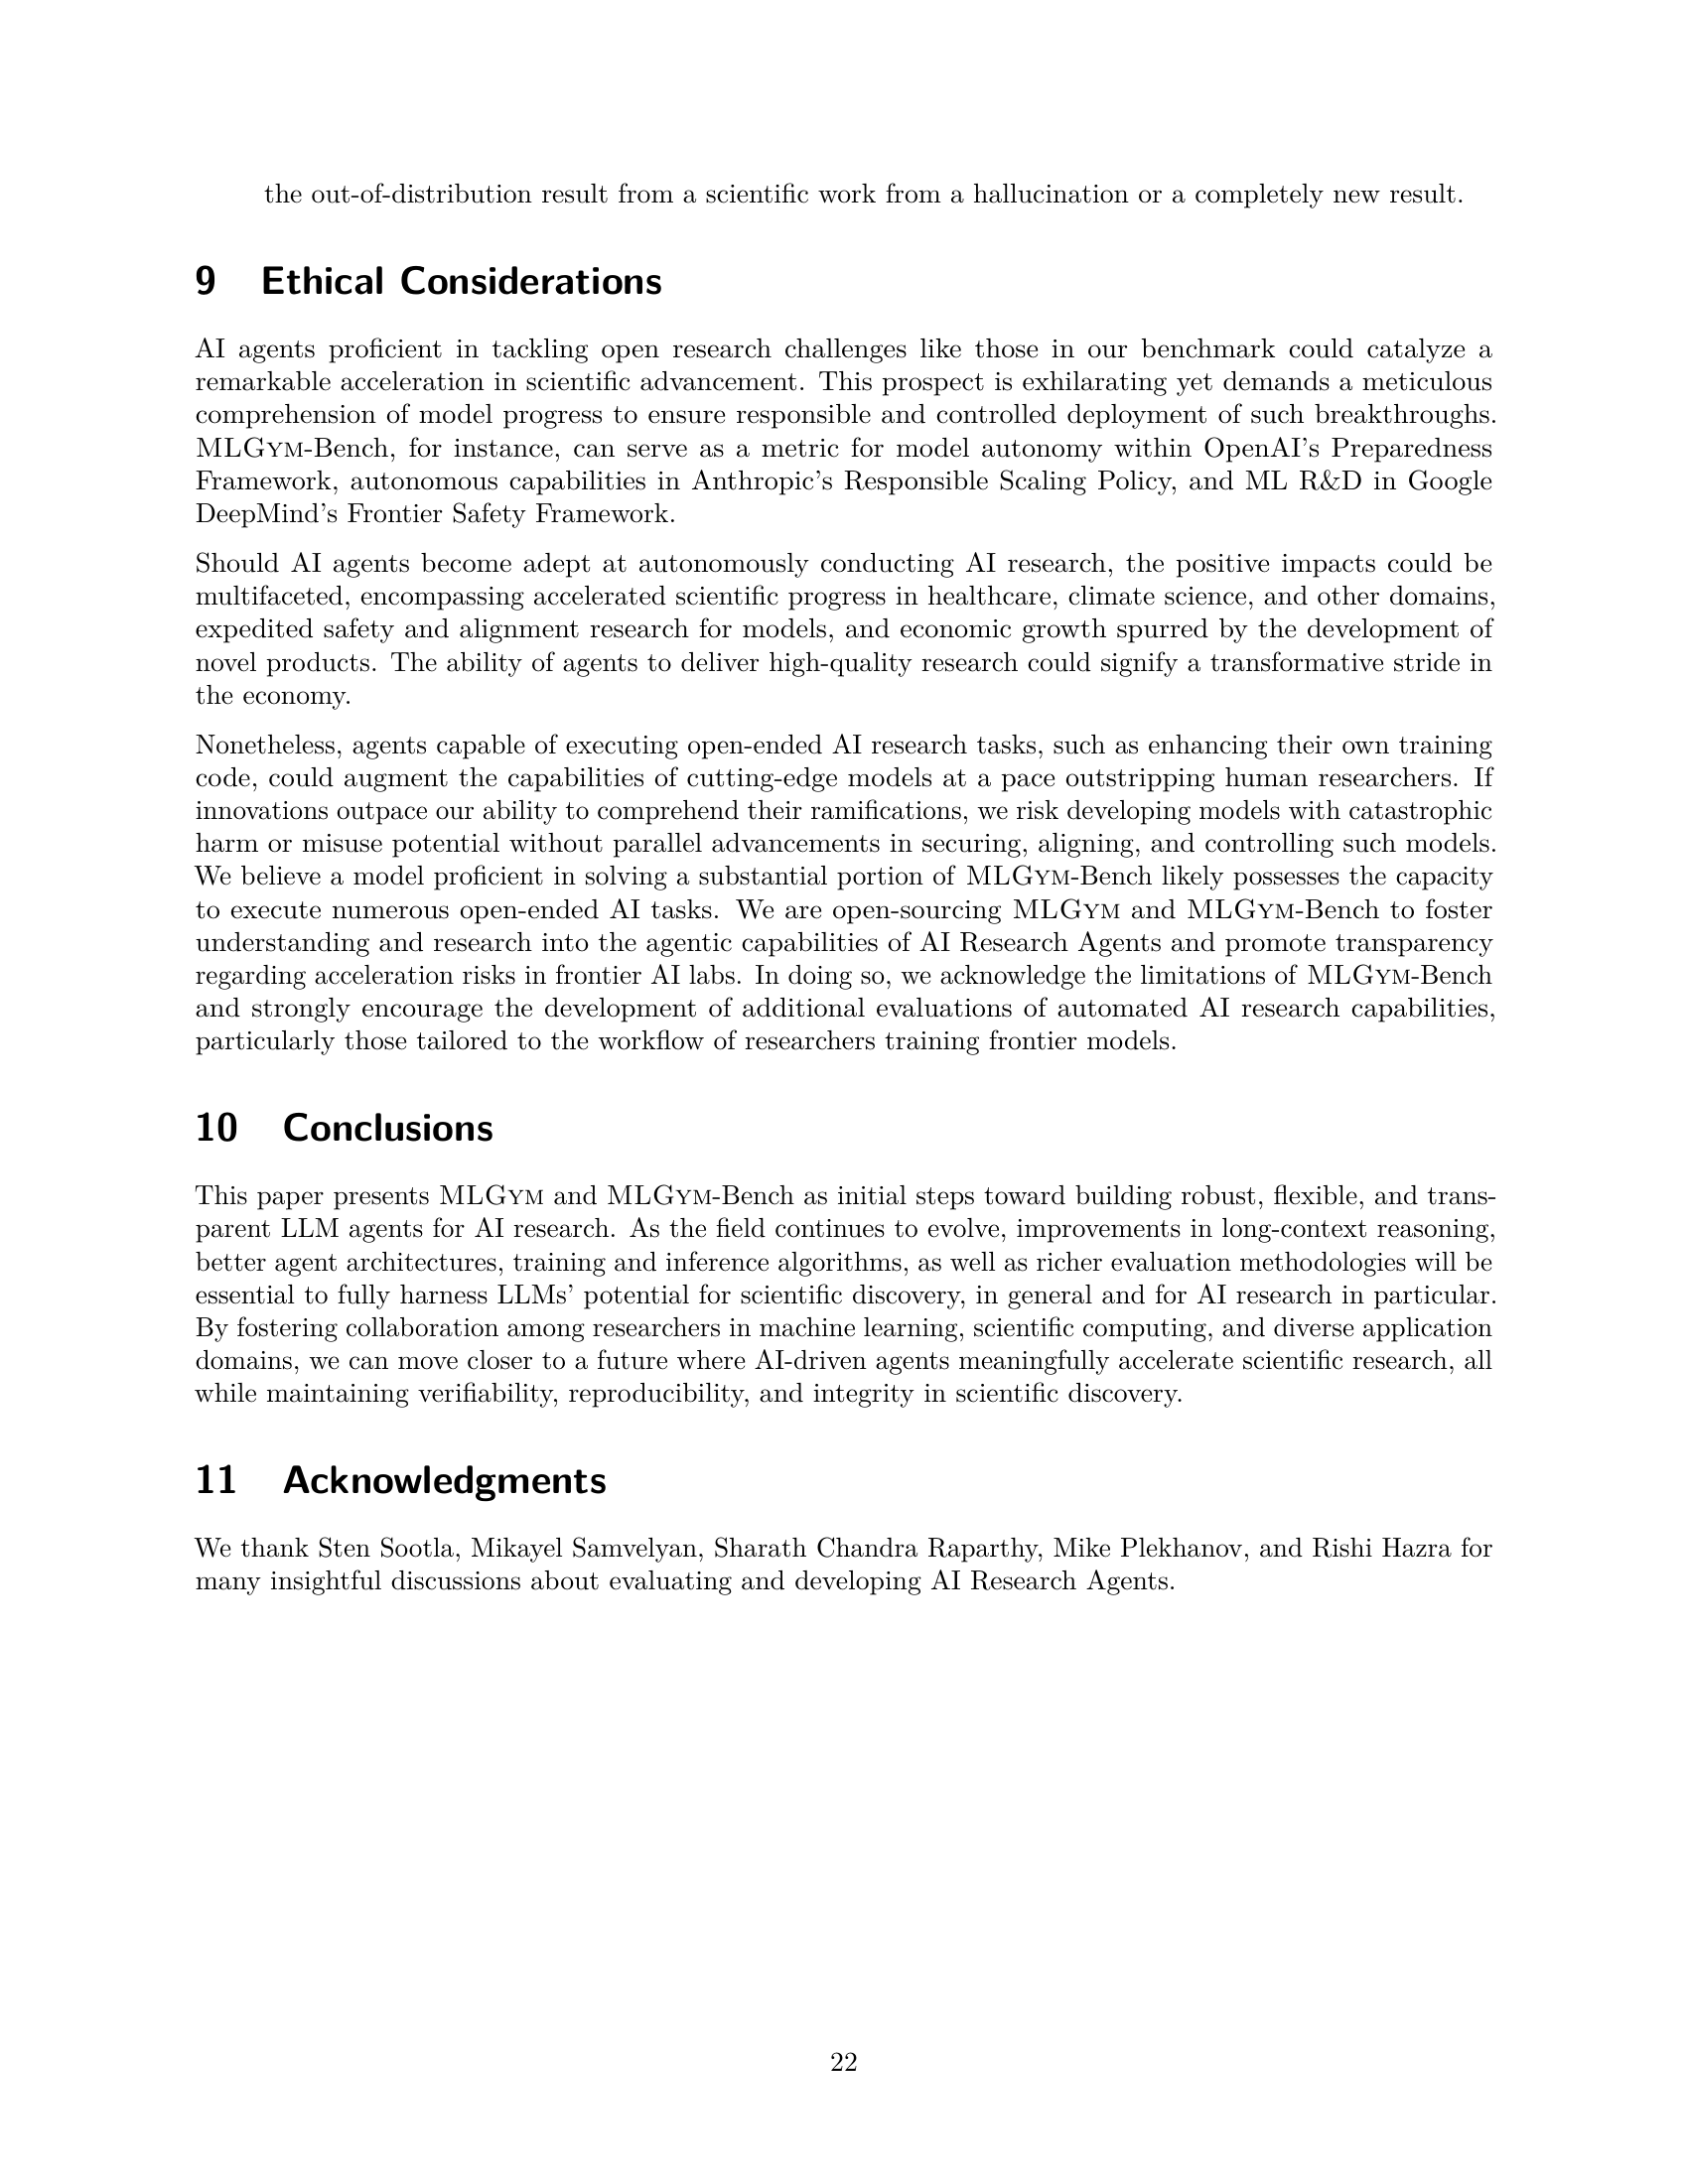 the out-of-distribution result from a scientific work from a hallucination or a completely new result.
9 Ethical Considerations
AI agents proficient in tackling open research challenges like those in our benchmark could catalyze a
remarkable acceleration in scientific advancement. This prospect is exhilarating yet demands a meticulous
comprehension of model progress to ensure responsible and controlled deployment of such breakthroughs.
MLGYM-Bench, for instance, can serve as a metric for model autonomy within OpenAI's Preparedness
Framework, autonomous capabilities in Anthropic's Responsible Scaling Policy, and ML R&D in Google
DeepMind's Frontier Safety Framework.
Should AI agents become adept at autonomously conducting AI research, the positive impacts could be
multifaceted, encompassing accelerated scientific progress in healthcare, climate science, and other domains,
expedited safety and alignment research for models, and economic growth spurred by the development of
novel products. The ability of agents to deliver high-quality research could signify a transformative stride in
the economy.
Nonetheless, agents capable of executing open-ended AI research tasks, such as enhancing their own training
code, could augment the capabilities of cutting-edge models at a pace outstripping human researchers. If
innovations outpace our ability to comprehend their ramifications, we risk developing models with catastrophic
harm or misuse potential without parallel advancements in securing, aligning, and controlling such models.
We believe a model proficient in solving a substantial portion of MLGYM-Bench likely possesses the capacity
to execute numerous open-ended AI tasks. We are open-sourcing MLGYM and MLGYM-Bench to foster
understanding and research into the agentic capabilities of AI Research Agents and promote transparency
regarding acceleration risks in frontier AI labs. In doing so, we acknowledge the limitations of MLGYM-Bench
and strongly encourage the development of additional evaluations of automated AI research capabilities,
particularly those tailored to the workflow of researchers training frontier models.
10 Conclusions
This paper presents MLGYM and MLGYM-Bench as initial steps toward building robust, flexible, and trans-
parent LLM agents for AI research. As the field continues to evolve, improvements in long-context reasoning,
better agent architectures, training and inference algorithms, as well as richer evaluation methodologies will be
essential to fully harness LLMs' potential for scientific discovery, in general and for AI research in particular.
By fostering collaboration among researchers in machine learning, scientific computing, and diverse application
domains, we can move closer to a future where AI-driven agents meaningfully accelerate scientific research, all
while maintaining verifiability, reproducibility, and integrity in scientific discovery.
11 Acknowledgments
We thank Sten Sootla, Mikayel Samvelyan, Sharath Chandra Raparthy, Mike Plekhanov, and Rishi Hazra for
many insightful discussions about evaluating and developing AI Research Agents.
22